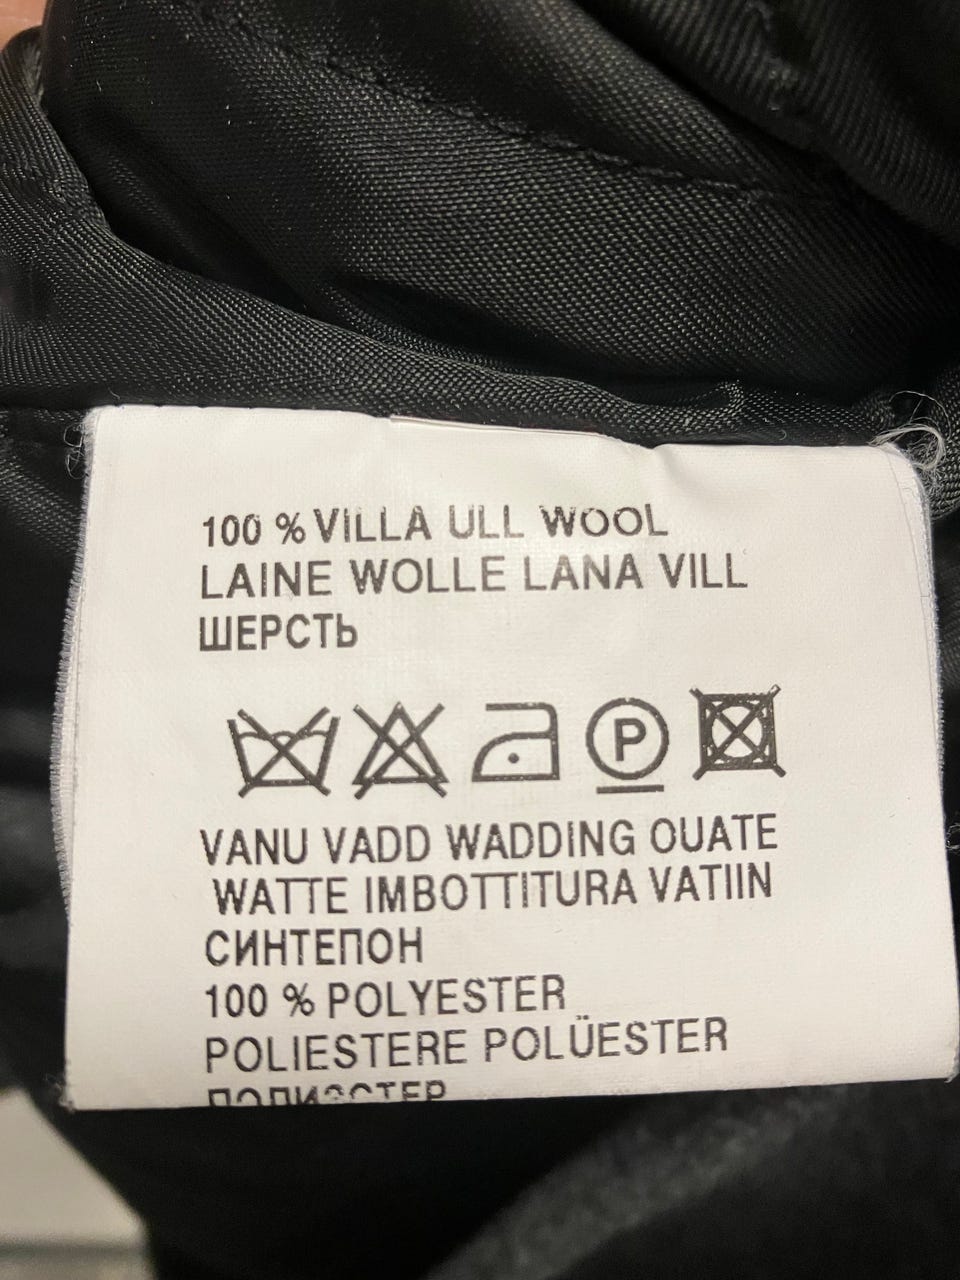 100 % VILLA ULL WOOL
LAINE WOLLE LANA VILL
ШЕРСТЬ
P
VANU VADD WADDING OUATE
WATTE IMBOTTITURA VATIIN
СИНТЕПОН
100 % POLYESTER
POLIESTERE POLÜESTER
ПОЛИЭСТЕР